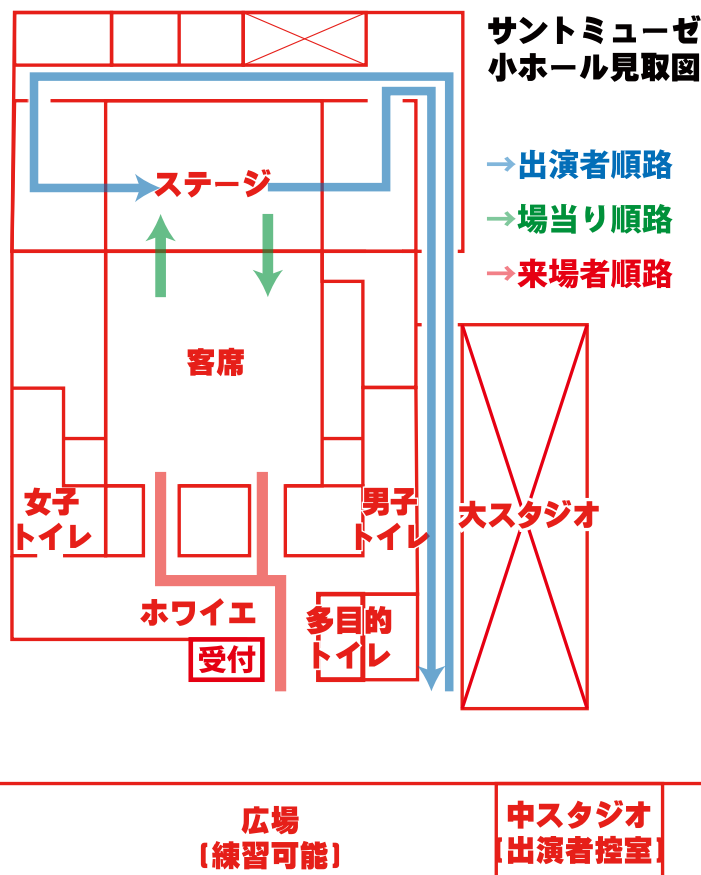 サントミューゼ
小ホール見取図
→出演者順路
→場当り順路
→来場者順路
ステージ
客席
女子
トイレ
男子
トイレ
大スタジオ
ホワイエ
受付
多目的
トイレ
広場
(練習可能)
中スタジオ
(出演者控室)